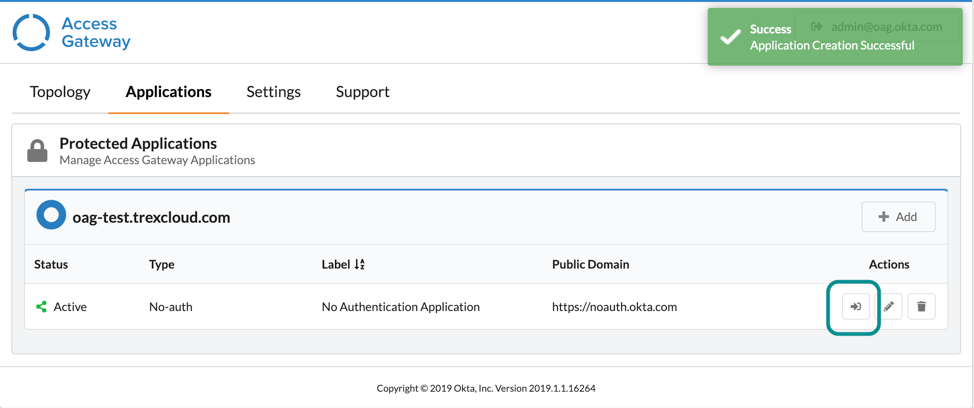 Access
Gateway
admin@oag.okta.com
Success
Application Creation Successful
Topology
Applications
Settings
Support
Protected Applications
Manage Access Gateway Applications
oag-test.trexcloud.com
Add
Status
Type
Label
Public Domain
Actions
Active
No-auth
No Authentication Application
https://noauth.okta.com
Copyright © 2019 Okta, Inc. Version 2019.1.1.16264